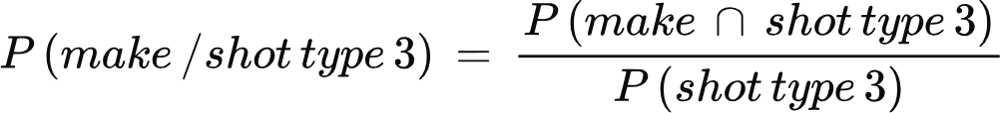 P (make / shot type 3) = P (make ∩ shot type 3) / P (shot type 3)